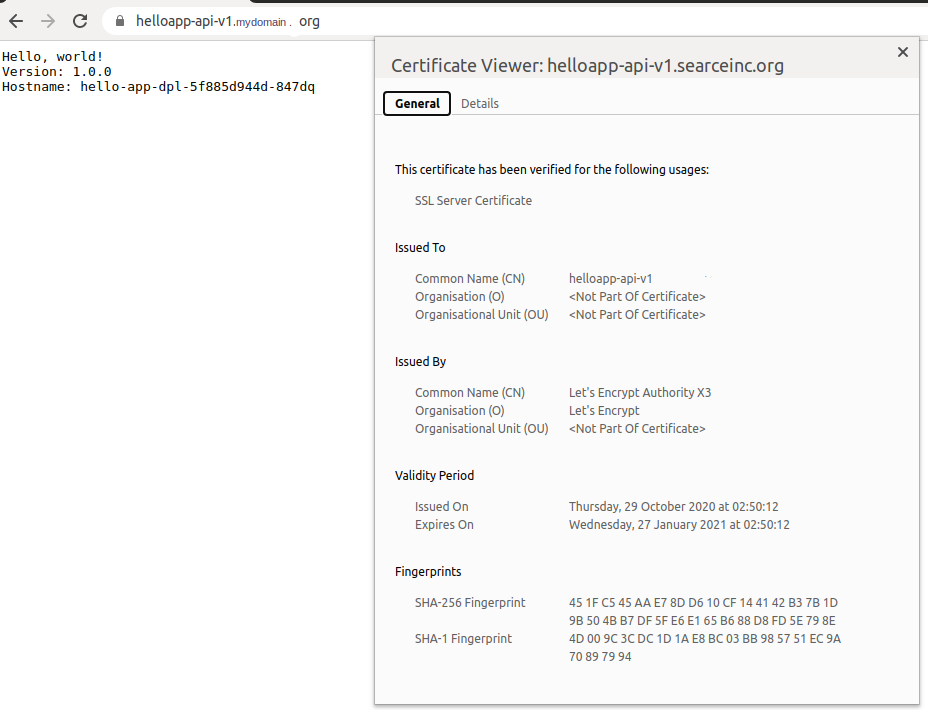 helloapp-api-v1.mydomain . org
Hello, world!
Version: 1.0.0
Hostname: hello-app-dpl-5f885d944d-847dq
Certificate Viewer: helloapp-api-v1.searceinc.org
General Details
This certificate has been verified for the following usages:
SSL Server Certificate
Issued To
Common Name (CN) helloapp-api-v1
Organisation (O) <Not Part Of Certificate>
Organisational Unit (OU) <Not Part Of Certificate>
Issued By
Common Name (CN) Let's Encrypt Authority X3
Organisation (O) Let's Encrypt
Organisational Unit (OU) <Not Part Of Certificate>
Validity Period
Issued On Thursday, 29 October 2020 at 02:50:12
Expires On Wednesday, 27 January 2021 at 02:50:12
Fingerprints
SHA-256 Fingerprint 45 1F C5 45 AA E7 8D D6 10 CF 14 41 42 B3 7B 1D
9B 50 4B B7 DF 5F E6 E1 65 B6 88 D8 FD 5E 79 8E
SHA-1 Fingerprint 4D 00 9C 3C DC 1D 1A E8 BC 03 BB 98 57 51 EC 9A
70 89 79 94